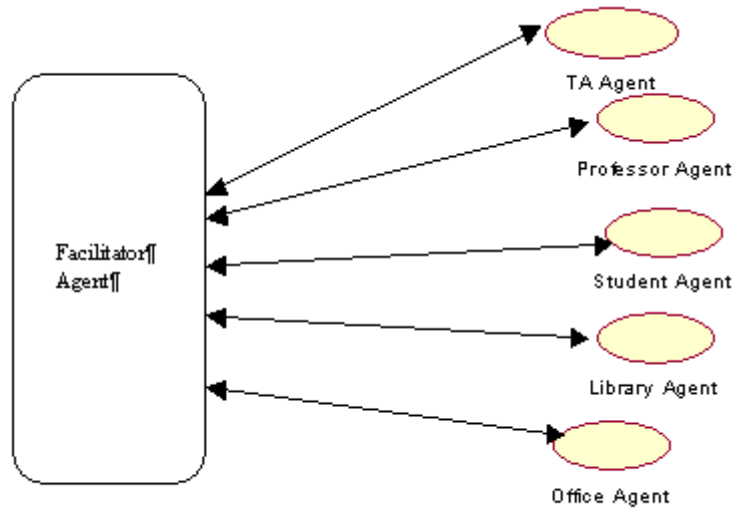 TA Agent
Professor Agent
Facilitator¶
Agent¶
Student Agent
Library Agent
Office Agent